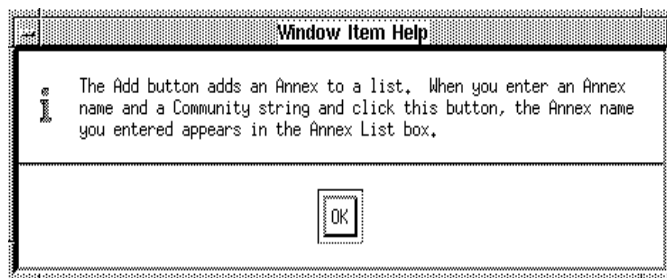 Window Item Help
The Add button adds an Annex to a list. When you enter an Annex
name and a Community string and click this button, the Annex name
you entered appears in the Annex List box.
OK